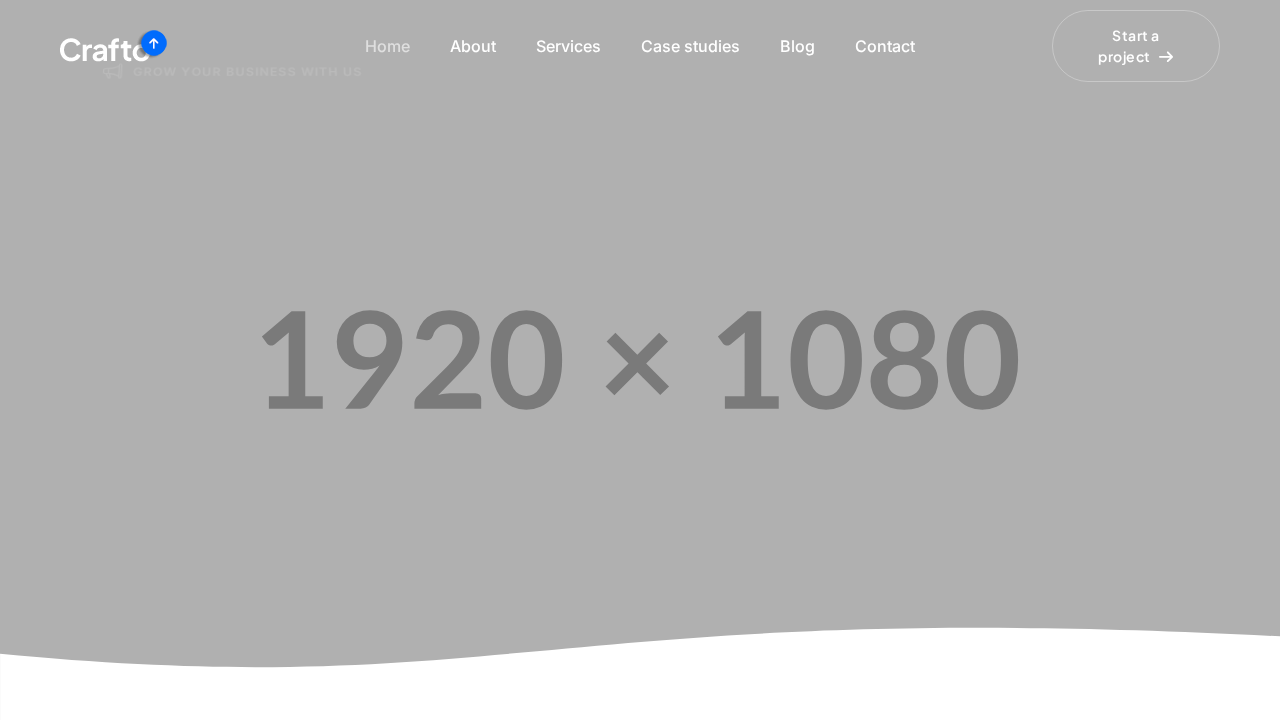 Crafto
Home
About
Services
Case studies
Blog
Contact
Start a
project
GROW YOUR BUSINESS WITH US
1920 × 1080